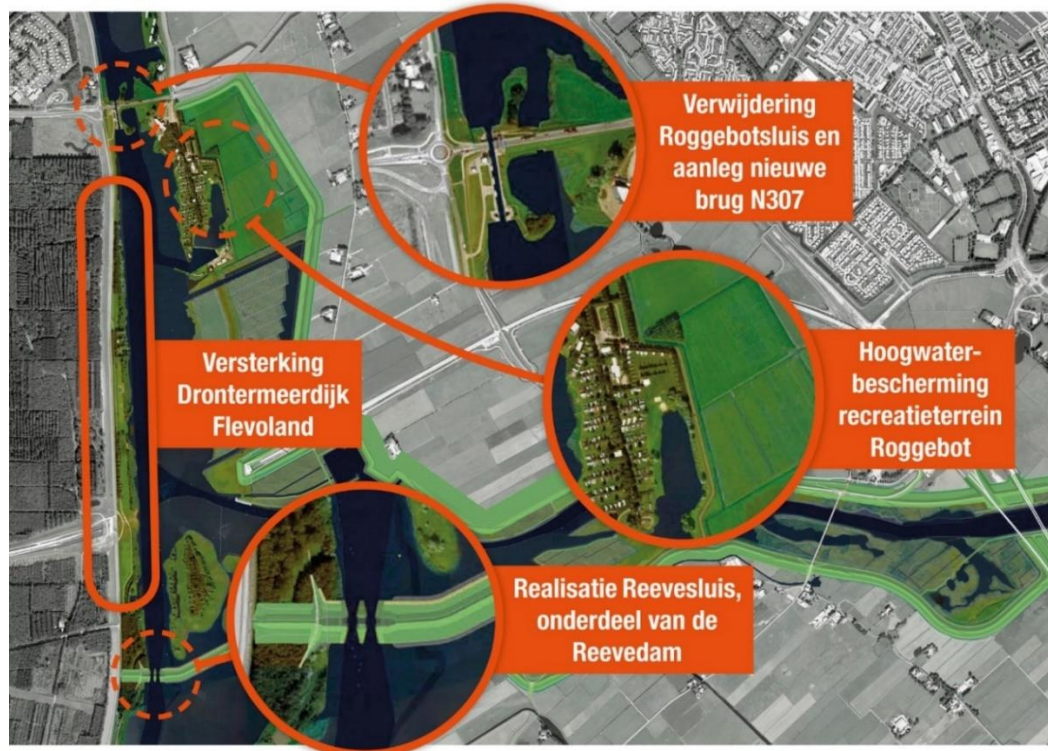 Verwijdering
Roggebotsluis en
aanleg nieuwe
brug N307
Versterking
Drontermeerdijk
Flevoland
Hoogwater-
bescherming
recreatieterrein
Roggebot
Realisatie Reevesluis,
onderdeel van de
Reevedam